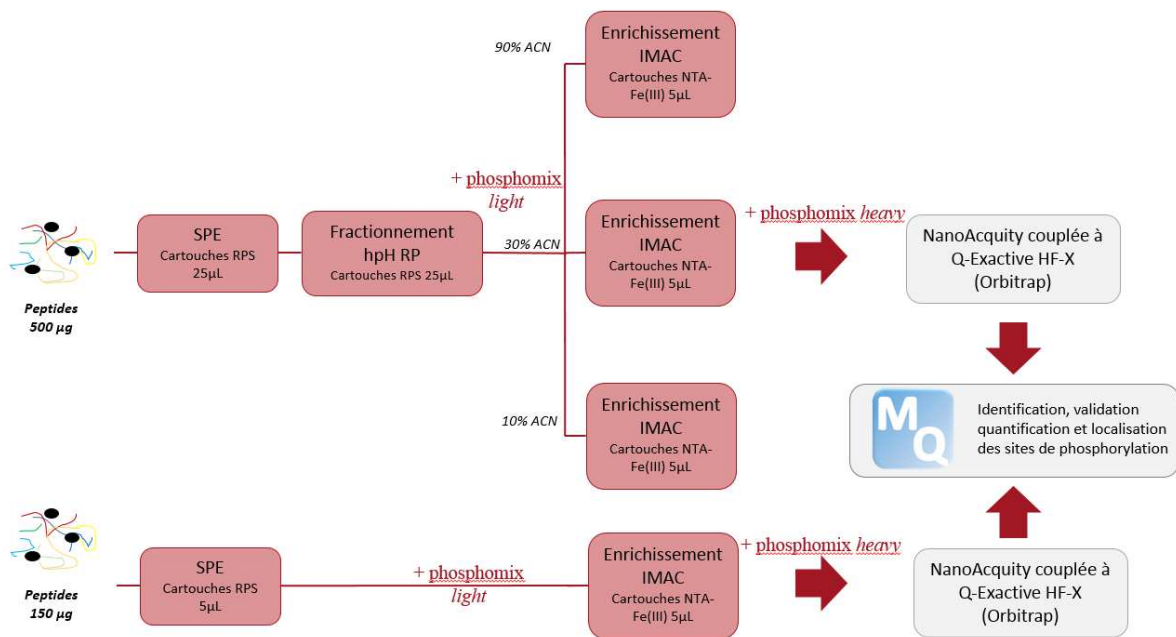 90% ACN
Enrichissement
IMAC
Cartouches NTA-
Fe(III) 5µL
+ phosphomix
light
Peptides
500 µg
SPE
Cartouches RPS
25µL
Fractionnement
hpH RP
Cartouches RPS 25µL
30% ACN
Enrichissement
IMAC
Cartouches NTA-
Fe(III) 5µL
+ phosphomix heavy
NanoAcquity couplée à
Q-Exactive HF-X
(Orbitrap)
10% ACN
Enrichissement
IMAC
Cartouches NTA-
Fe(III) 5µL
MQ
Identification, validation
quantification et localisation
des sites de phosphorylation
Peptides
150 µg
SPE
Cartouches RPS
5µL
+ phosphomix
light
Enrichissement
IMAC
Cartouches NTA-
Fe(III) 5µL
+ phosphomix heavy
NanoAcquity couplée à
Q-Exactive HF-X
(Orbitrap)